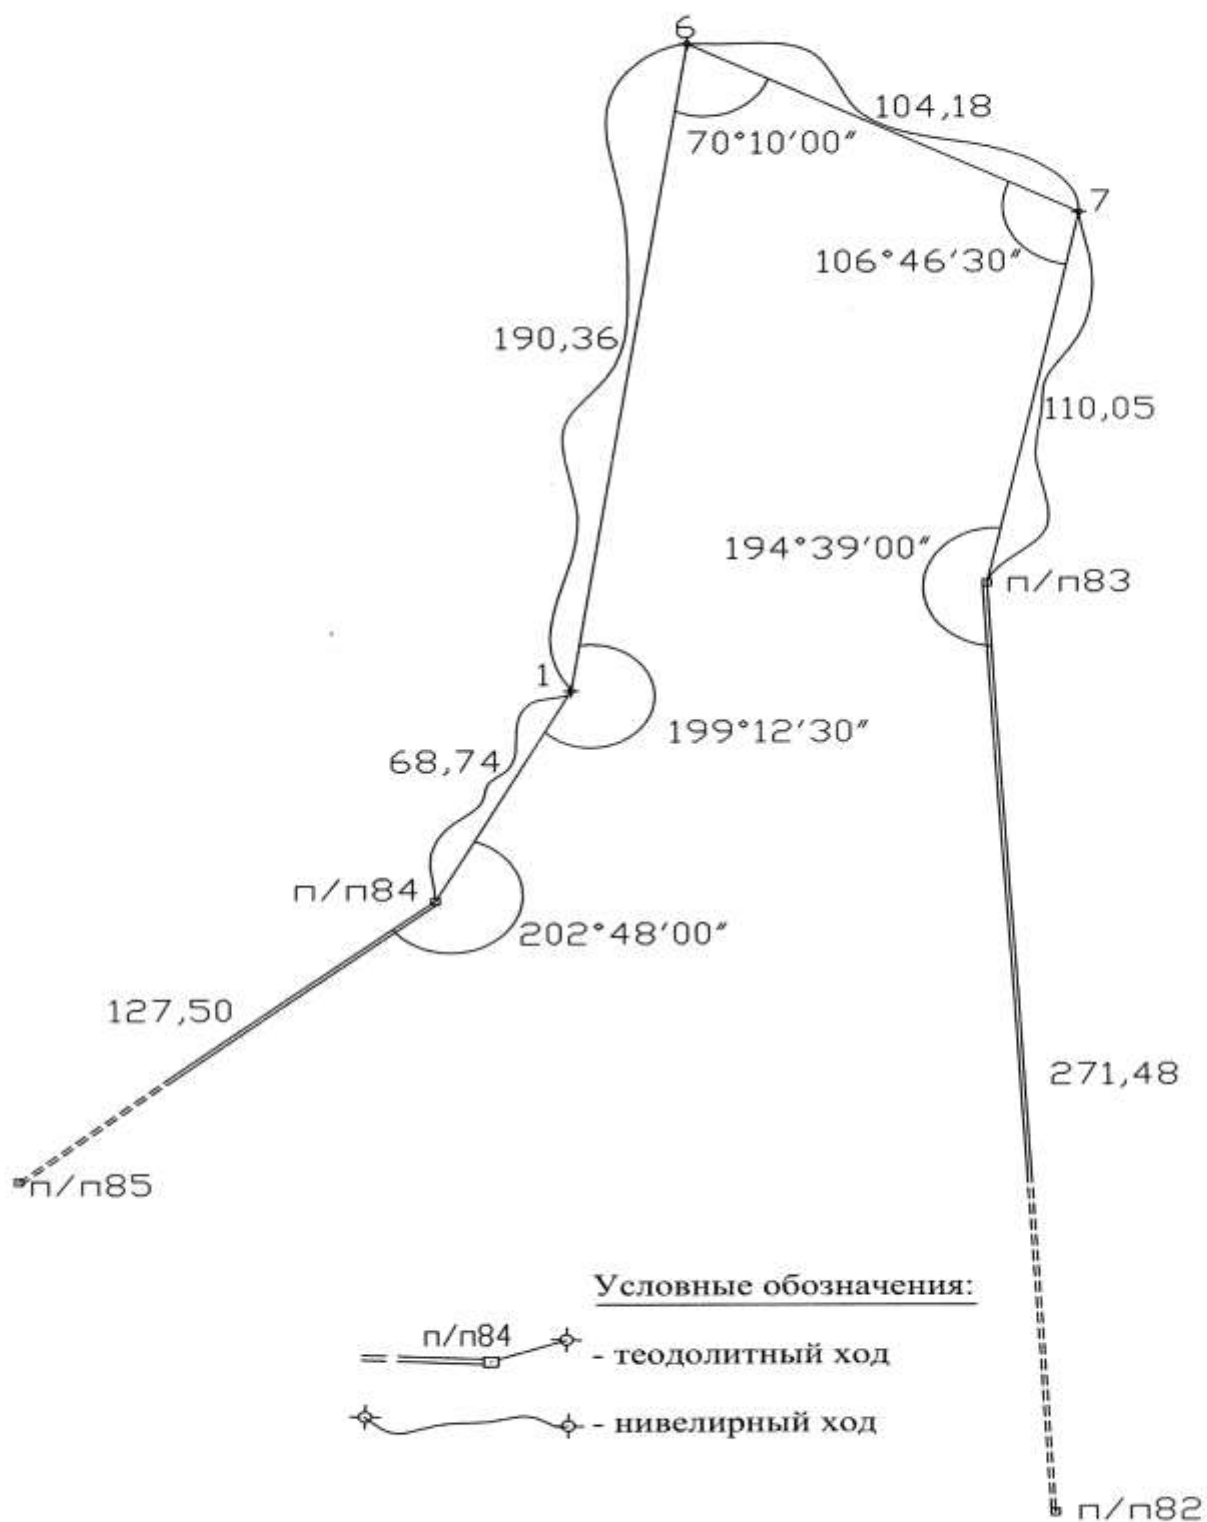 6
104,18
70°10′00″
7
106°46′30″
190,36
110,05
194°39′00″
п/п83
1
199°12′30″
68,74
п/п84
202°48′00″
127,50
271,48
п/п85
Условные обозначения:
п/п84
- теодолитный ход
- нивелирный ход
п/п82